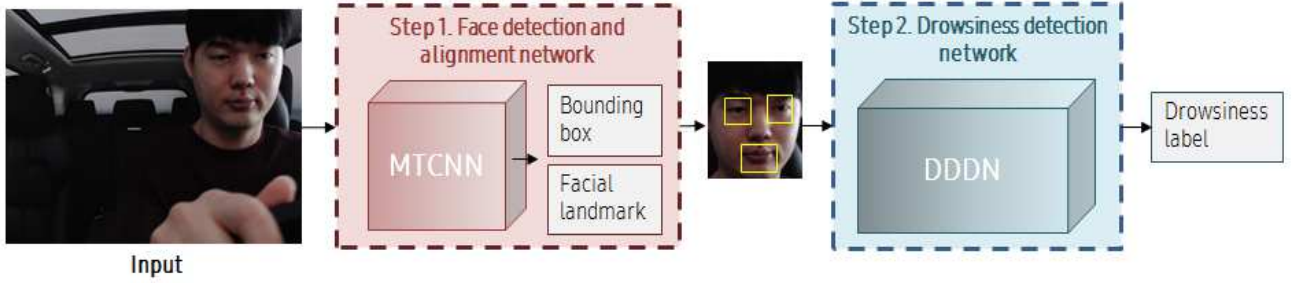 Step 1. Face detection and
alignment network
MTCNN
Bounding
box
Facial
landmark
Step 2. Drowsiness detection
network
DDDN
Drowsiness
label
Input